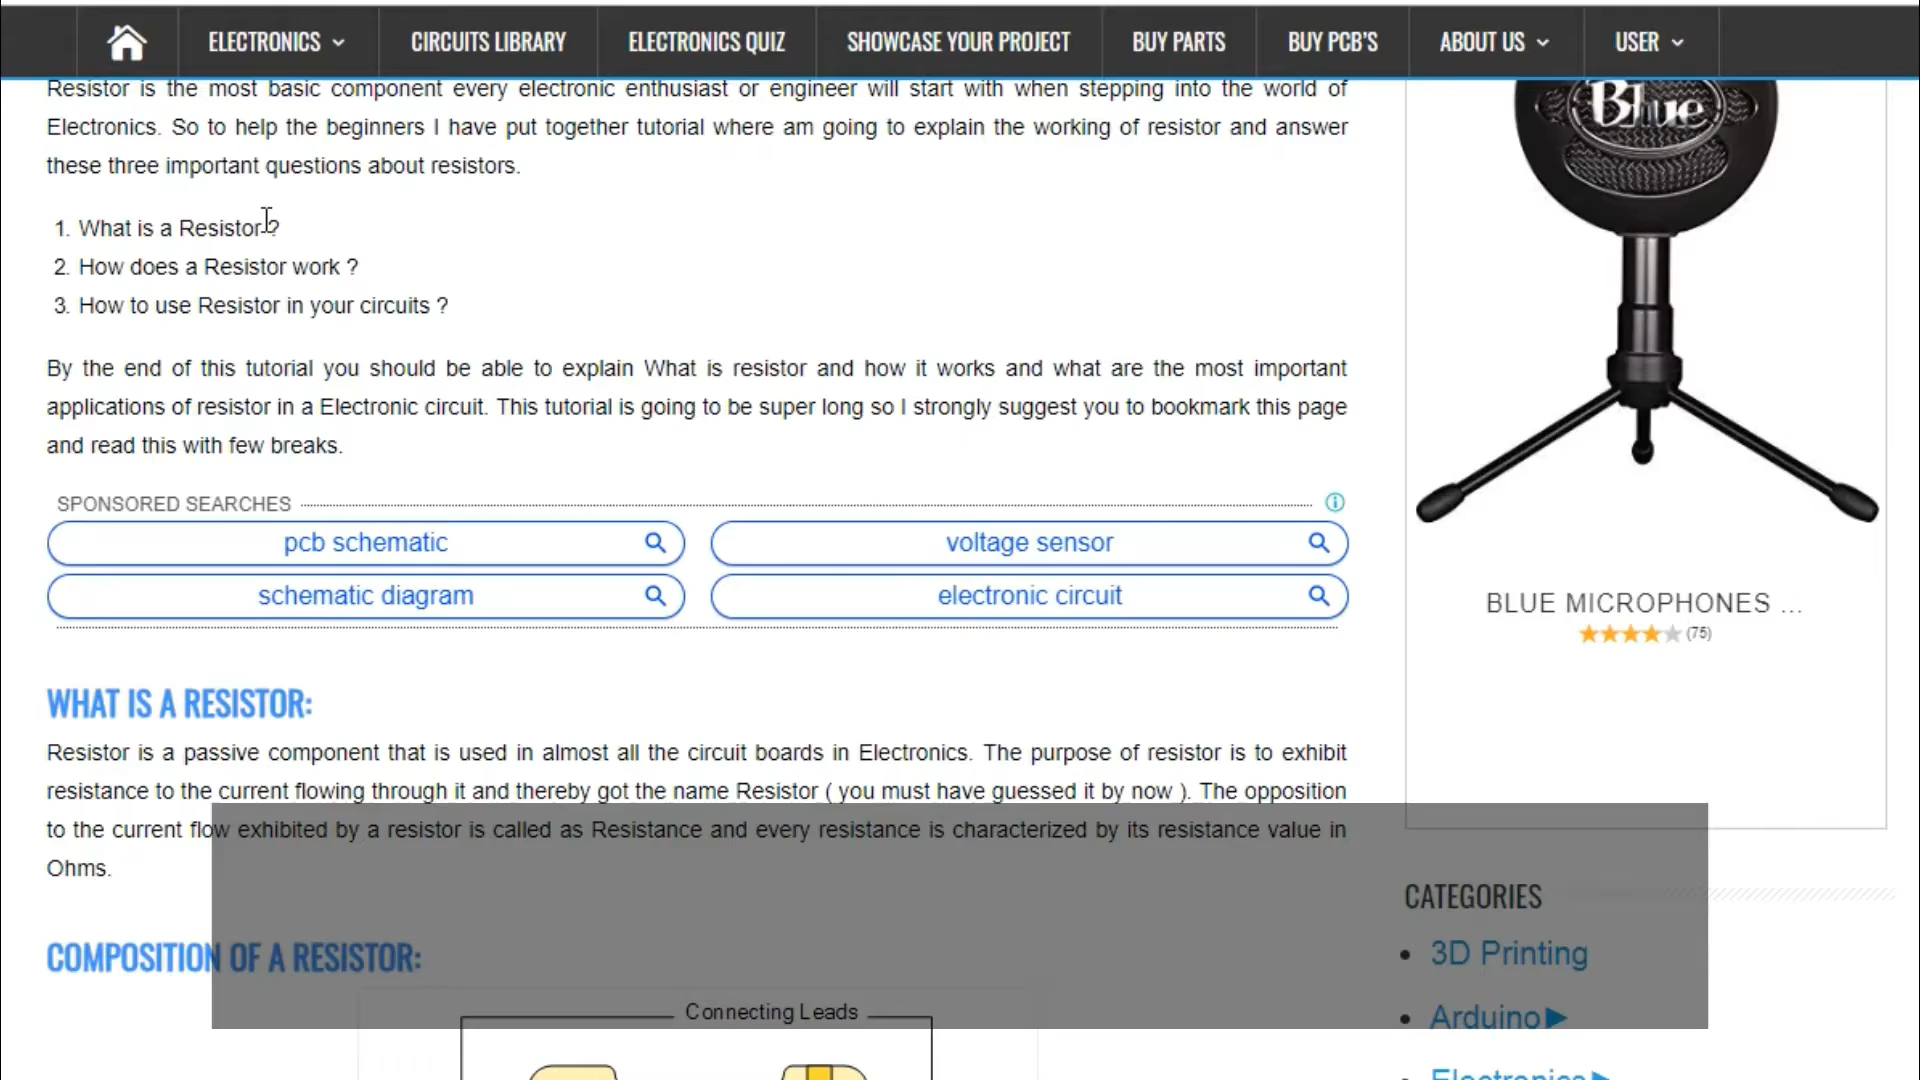 ELECTRONICS CIRCUITS LIBRARY ELECTRONICS QUIZ SHOWCASE YOUR PROJECT BUY PARTS BUY PCB'S ABOUT US USER
Resistor is the most basic component every electronic enthusiast or engineer will start with when stepping into the world of
Electronics. So to help the beginners I have put together tutorial where am going to explain the working of resistor and answer
these three important questions about resistors.
1. What is a Resistor ?
2. How does a Resistor work ?
3. How to use Resistor in your circuits ?
By the end of this tutorial you should be able to explain What is resistor and how it works and what are the most important
applications of resistor in a Electronic circuit. This tutorial is going to be super long so I strongly suggest you to bookmark this page
and read this with few breaks.
SPONSORED SEARCHES
pcb schematic
voltage sensor
schematic diagram
electronic circuit
WHAT IS A RESISTOR:
Resistor is a passive component that is used in almost all the circuit boards in Electronics. The purpose of resistor is to exhibit
resistance to the current flowing through it and thereby got the name Resistor ( you must have guessed it by now ). The opposition
to the current flow exhibited by a resistor is called as Resistance and every resistance is characterized by its resistance value in
Ohms.
COMPOSITION OF A RESISTOR:
Connecting Leads
Blue
BLUE MICROPHONES ...
(75)
CATEGORIES
3D Printing
Arduino▶
Electronics▶